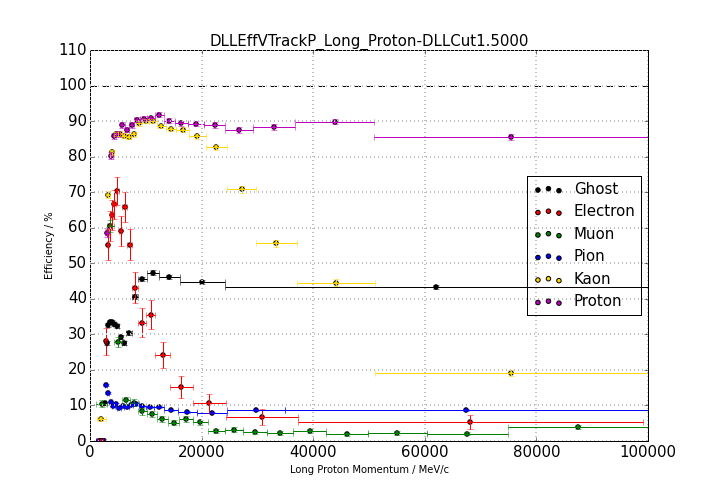 DLLEffVTrackP_Long_Proton-DLLCut1.5000
110
100
90
80
70
60
50
40
30
20
10
0
Efficiency / %
Ghost
Electron
Muon
Pion
Kaon
Proton
0 20000 40000 60000 80000 100000
Long Proton Momentum / MeV/c